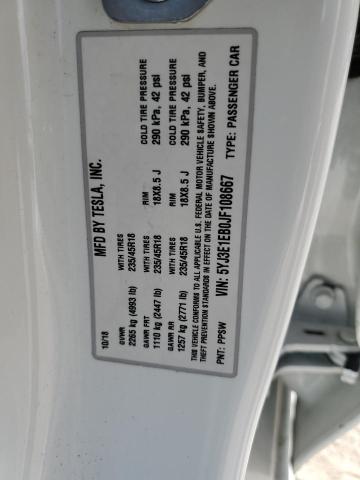 MFD BY TESLA, INC.
10/18
GVWR WITH TIRES RIM COLD TIRE PRESSURE
2265 kg (4993 lb) 235/45R18 18X8.5 J 290 kPa, 42 psi
GAWR FRT WITH TIRES RIM COLD TIRE PRESSURE
1110 kg (2447 lb) 235/45R18 18X8.5 J 290 kPa, 42 psi
GAWR RR
1257 kg (2771 lb) 235/45R18
THIS VEHICLE CONFORMS TO ALL APPLICABLE U.S. FEDERAL MOTOR VEHICLE SAFETY, BUMPER, AND
THEFT PREVENTION STANDARDS IN EFFECT ON THE DATE OF MANUFACTURE SHOWN ABOVE.
VIN: 5YJ3E1EB0JF108667 TYPE: PASSENGER CAR
PNT: PPSW